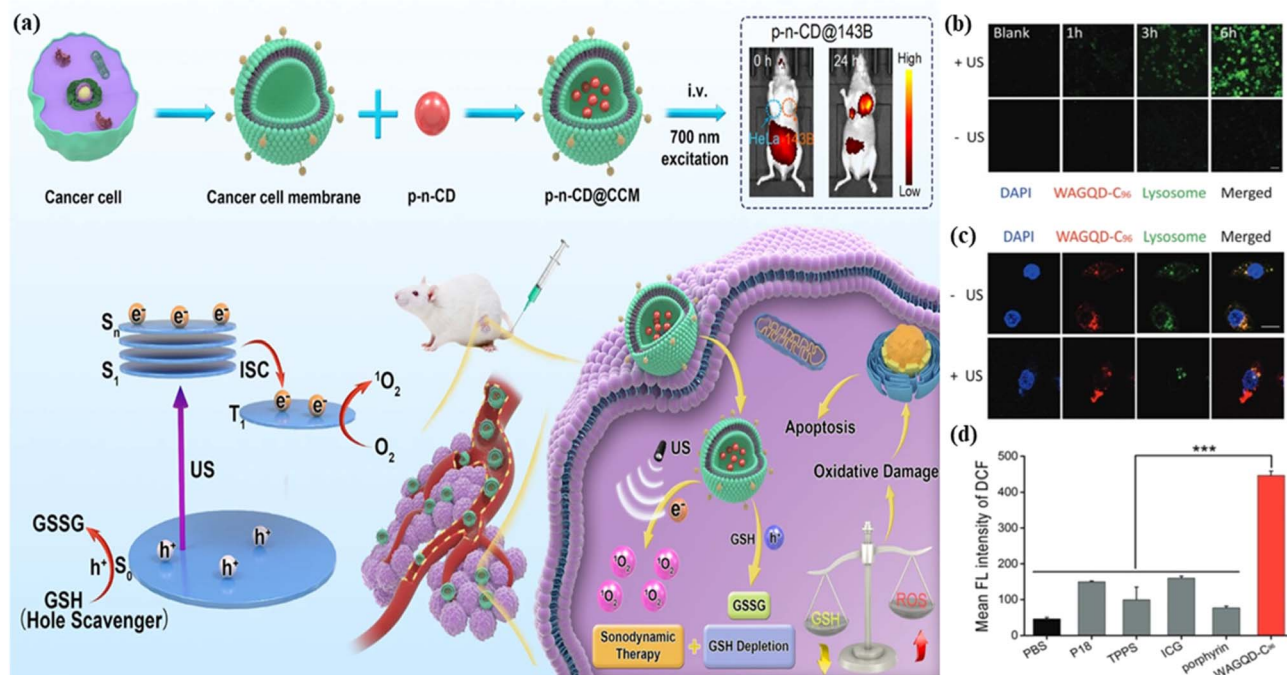 (a)
Cancer cell
Cancer cell membrane
p-n-CD
p-n-CD@CCM
i.v.
700 nm
excitation
p-n-CD@143B
0 h
24 h
HeLa
143B
High
Low
Sn
S1
e-
e-
e-
ISC
T1
e-
e-
1O2
O2
US
GSSG
h+
S0
h+
h+
h+
GSH
(Hole Scavenger)
US
e-
1O2
1O2
1O2
1O2
GSH
h+
GSSG
Sonodynamic
Therapy
+
GSH Depletion
Apoptosis
Oxidative Damage
GSH
ROS
(b)
Blank
1h
3h
6h
+ US
- US
DAPI
WAGQD-C96
Lysosome
Merged
(c)
DAPI
WAGQD-C96
Lysosome
Merged
- US
+ US
(d)
Mean FL intensity of DCF
500
400
300
200
100
0
***
PBS
P18
TPPS
ICG
porphyrin
WAGQD-C96